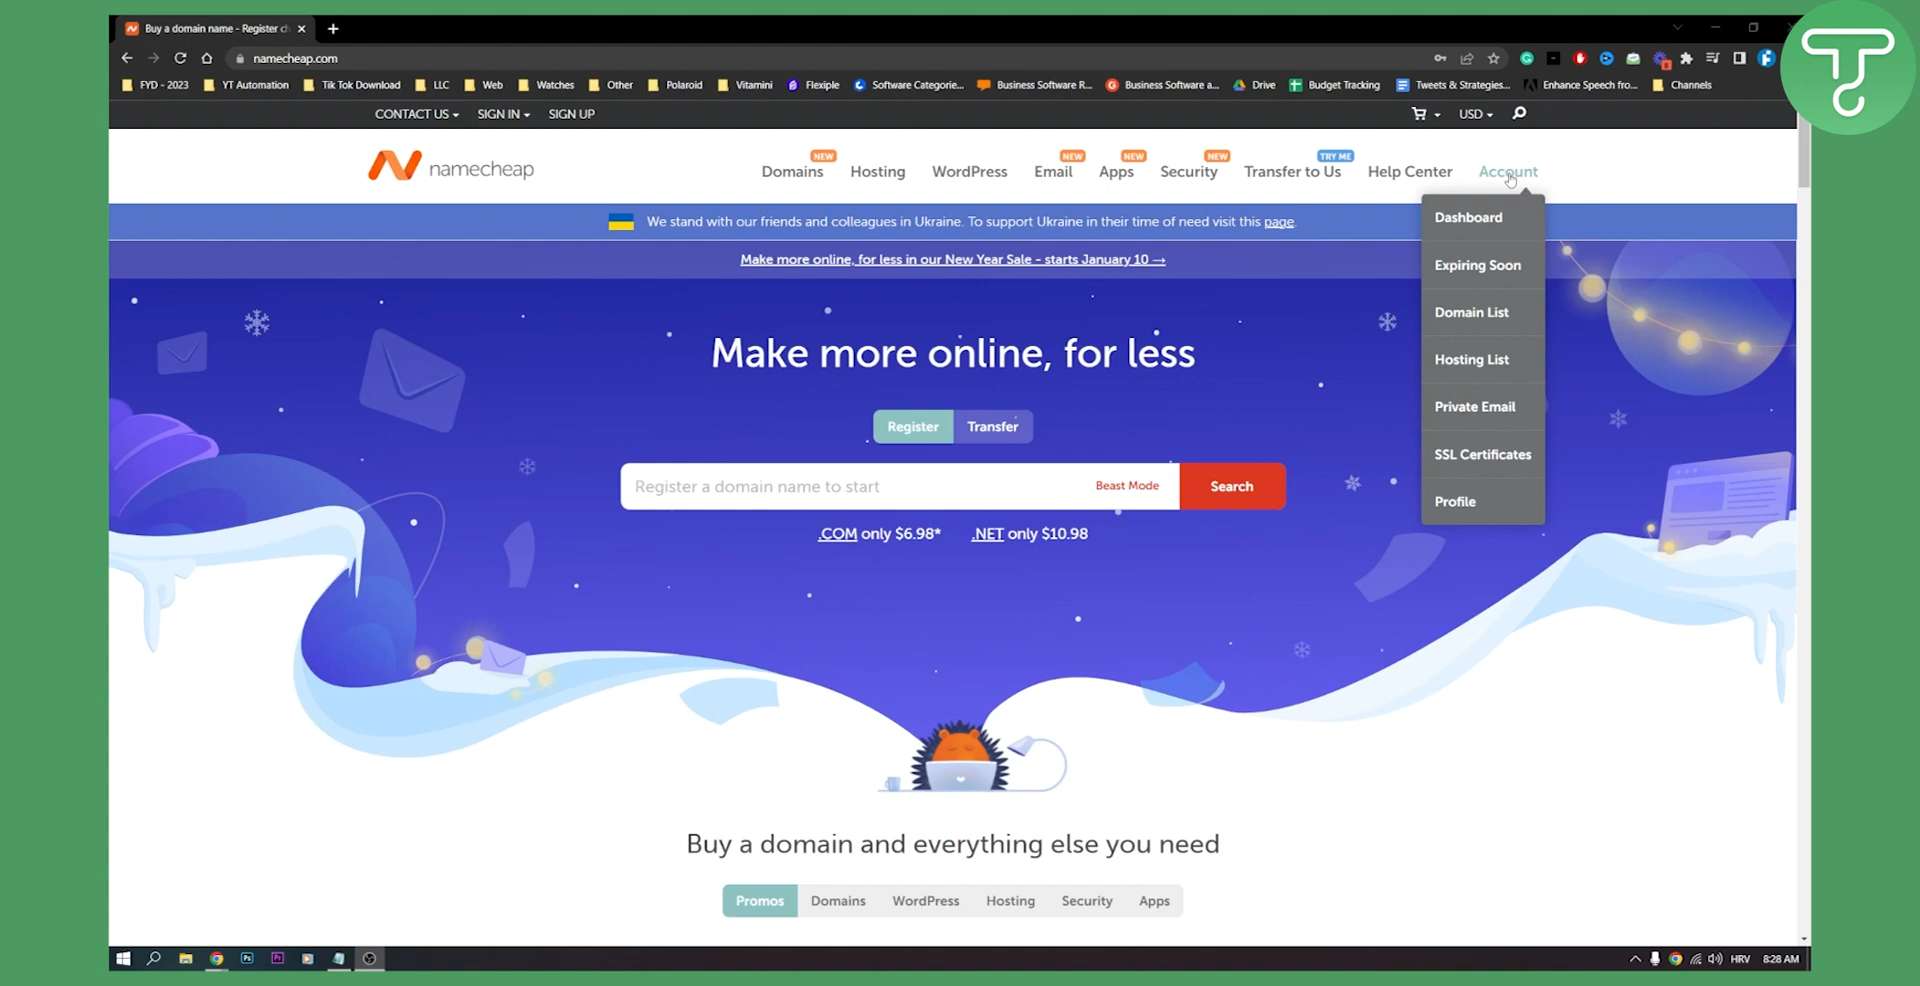 Buy a domain name - Register ch
namecheap.com
FYD - 2023 YT Automation Tik Tok Download LLC Web Watches Other Polaroid Vitamini Flexiple Software Categorie... Business Software R... Business Software a... Drive Budget Tracking Tweets & Strategies... Enhance Speech fro... Channels
CONTACT US SIGN IN SIGN UP USD
NEW NEW NEW NEW TRY ME
namecheap Domains Hosting WordPress Email Apps Security Transfer to Us Help Center Account
We stand with our friends and colleagues in Ukraine. To support Ukraine in their time of need visit this page.
Make more online, for less in our New Year Sale - starts January 10 →
Dashboard
Expiring Soon
Domain List
Hosting List
Private Email
SSL Certificates
Profile
Make more online, for less
Register Transfer
Register a domain name to start Beast Mode Search
.COM only $6.98* .NET only $10.98
Buy a domain and everything else you need
Promos Domains WordPress Hosting Security Apps
Ps Pr HRV 8:28 AM